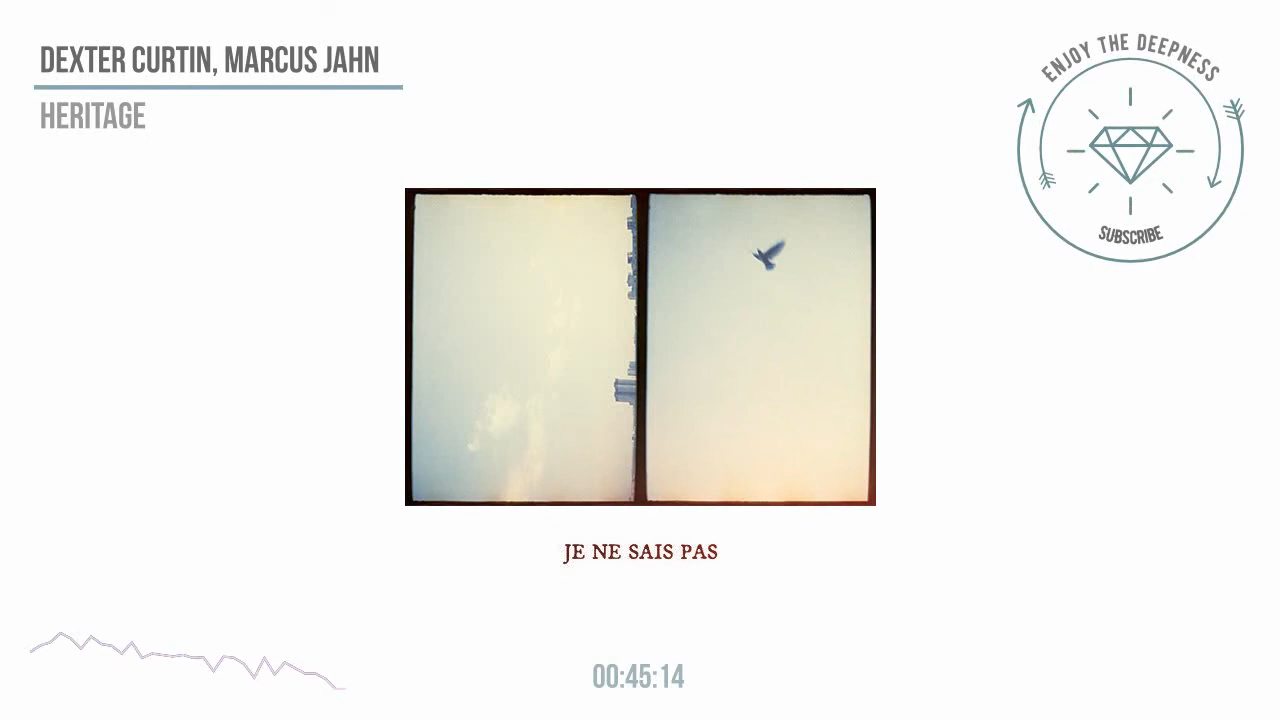 DEXTER CURTIN, MARCUS JAHN
HERITAGE
ENJOY THE DEEPNESS
SUBSCRIBE
JE NE SAIS PAS
00:45:14